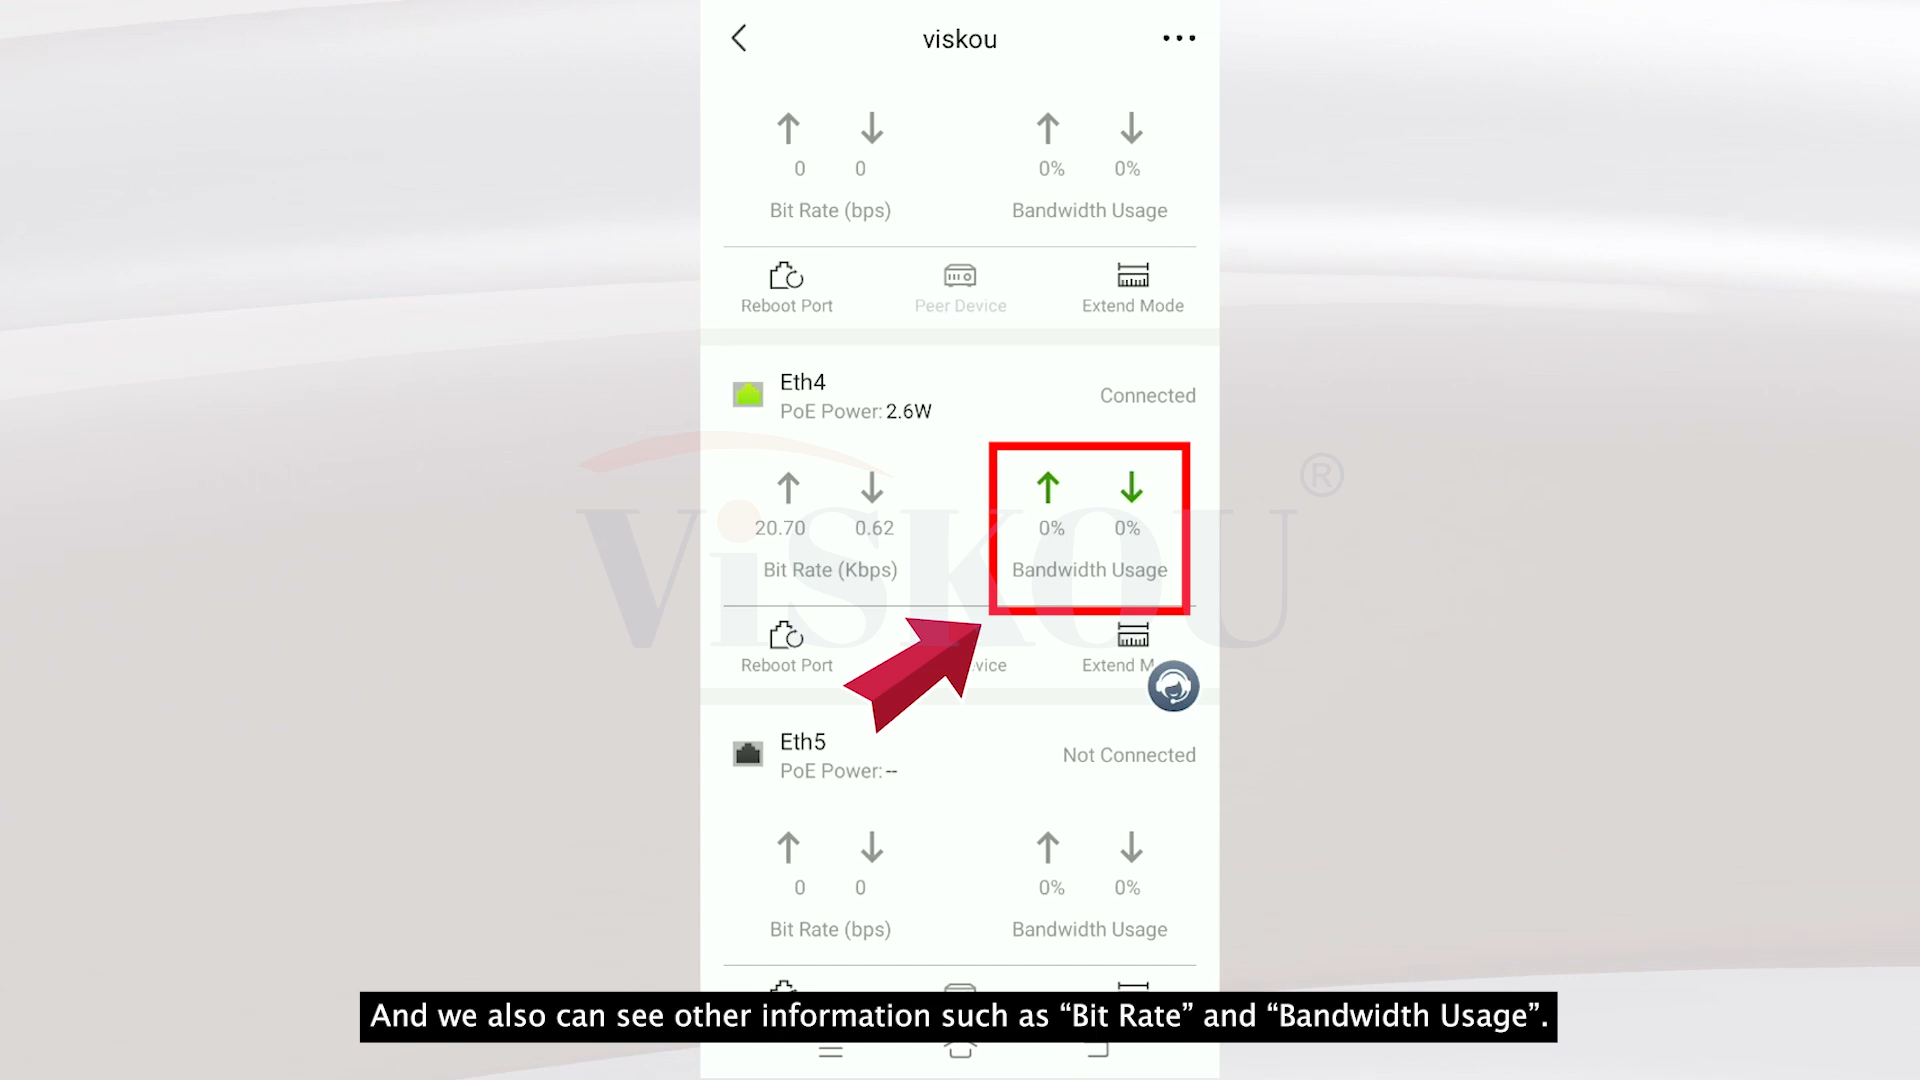 viskou
0 0 0% 0%
Bit Rate (bps) Bandwidth Usage
Reboot Port Peer Device Extend Mode
Eth4
Connected
PoE Power: 2.6W
20.70 0.62 0% 0%
Bit Rate (Kbps) Bandwidth Usage
Reboot Port vice Extend M
Eth5
Not Connected
PoE Power: --
0 0 0% 0%
Bit Rate (bps) Bandwidth Usage
ViSKOU®
And we also can see other information such as “Bit Rate” and “Bandwidth Usage”.